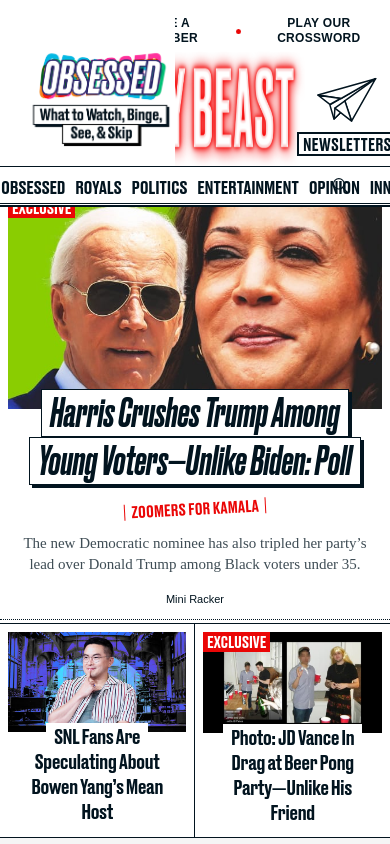 E A
BER
PLAY OUR
CROSSWORD
OBSESSED
What to Watch, Binge,
See, & Skip
Y BEAST
NEWSLETTERS
OBSESSED ROYALS POLITICS ENTERTAINMENT OPINION INN
EXCLUSIVE
Harris Crushes Trump Among
Young Voters—Unlike Biden: Poll
ZOOMERS FOR KAMALA
The new Democratic nominee has also tripled her party’s
lead over Donald Trump among Black voters under 35.
Mini Racker
SNL Fans Are
Speculating About
Bowen Yang’s Mean
Host
EXCLUSIVE
Photo: JD Vance In
Drag at Beer Pong
Party—Unlike His
Friend